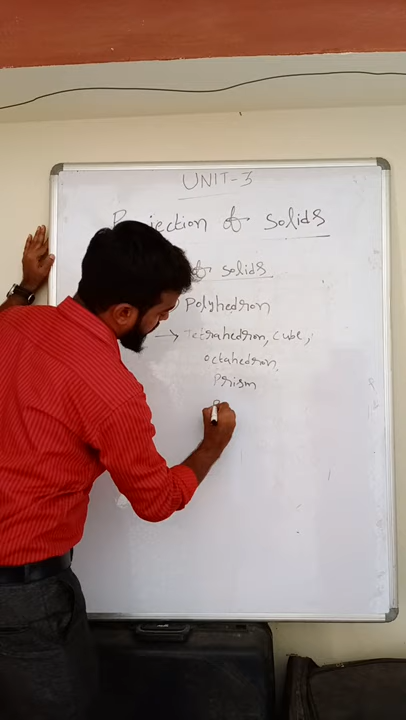 UNIT-3
Projection of solids
of solids
Polyhedron
→ Tetrahedron, Cube,
octahedron,
Prism